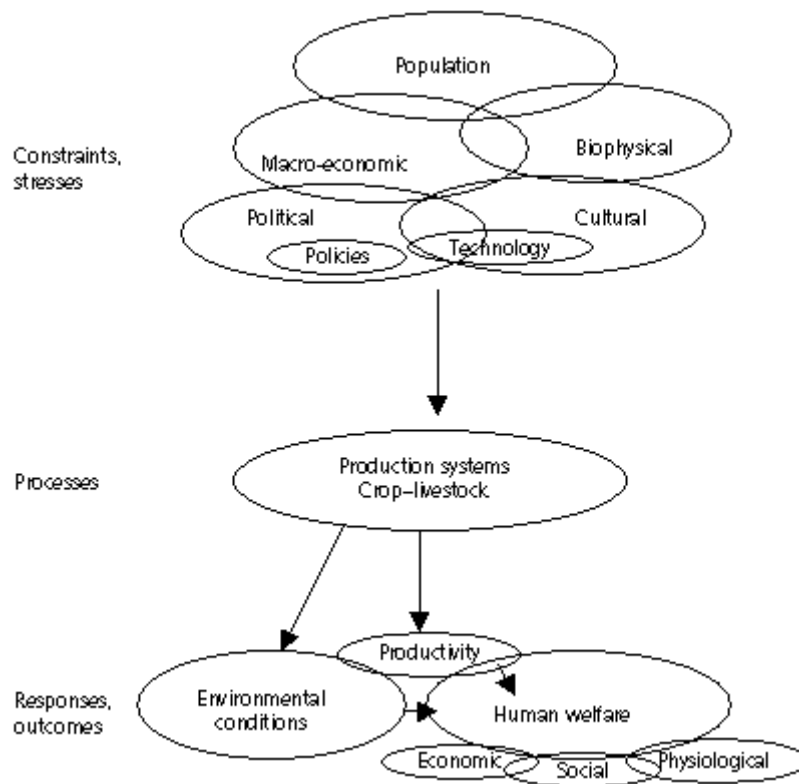 Population
Biophysical
Constraints,
stresses
Macro-economic
Political
Cultural
Policies
Technology
Processes
Production systems
Crop–livestock
Productivity
Responses,
outcomes
Environmental
conditions
Human welfare
Economic
Social
Physiological